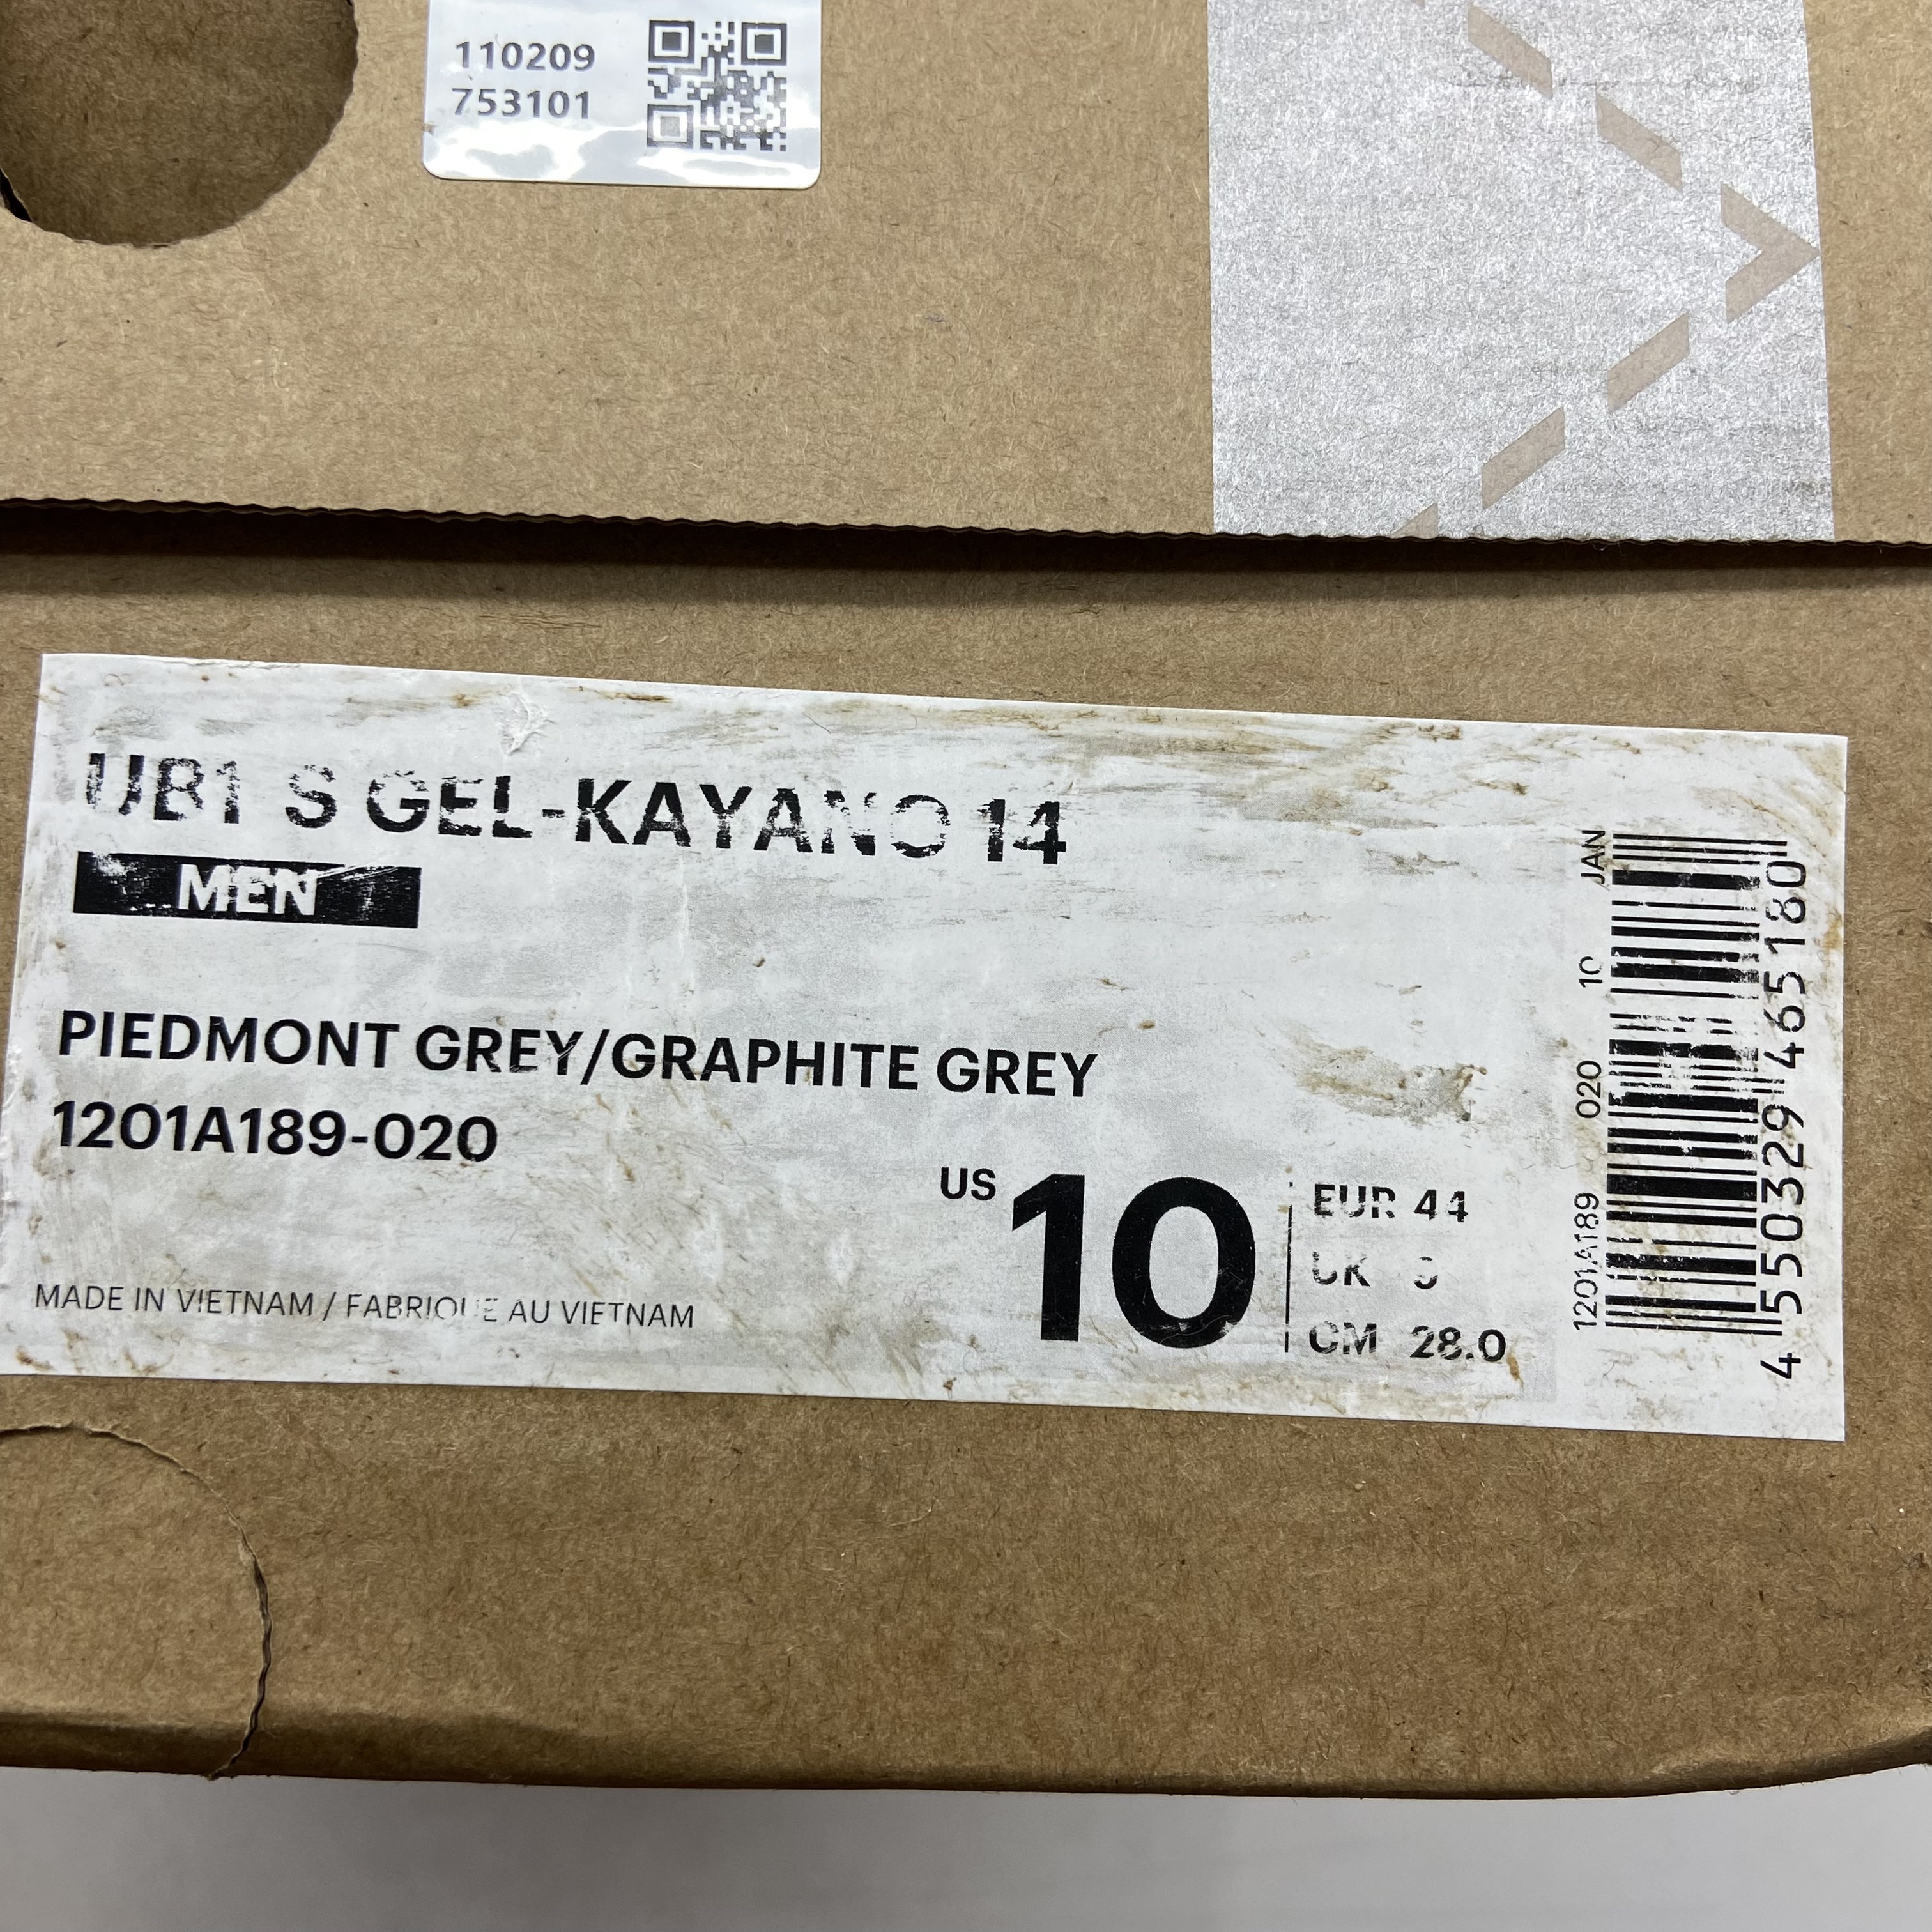 110209
753101
UB1 S GEL-KAYANO 14
MEN
PIEDMONT GREY/GRAPHITE GREY
1201A189-020
US 10
EUR 44
UK
CM 28.0
MADE IN VIETNAM / FABRIQUE AU VIETNAM
1201A189 020 10 JAN
4 550329 465180